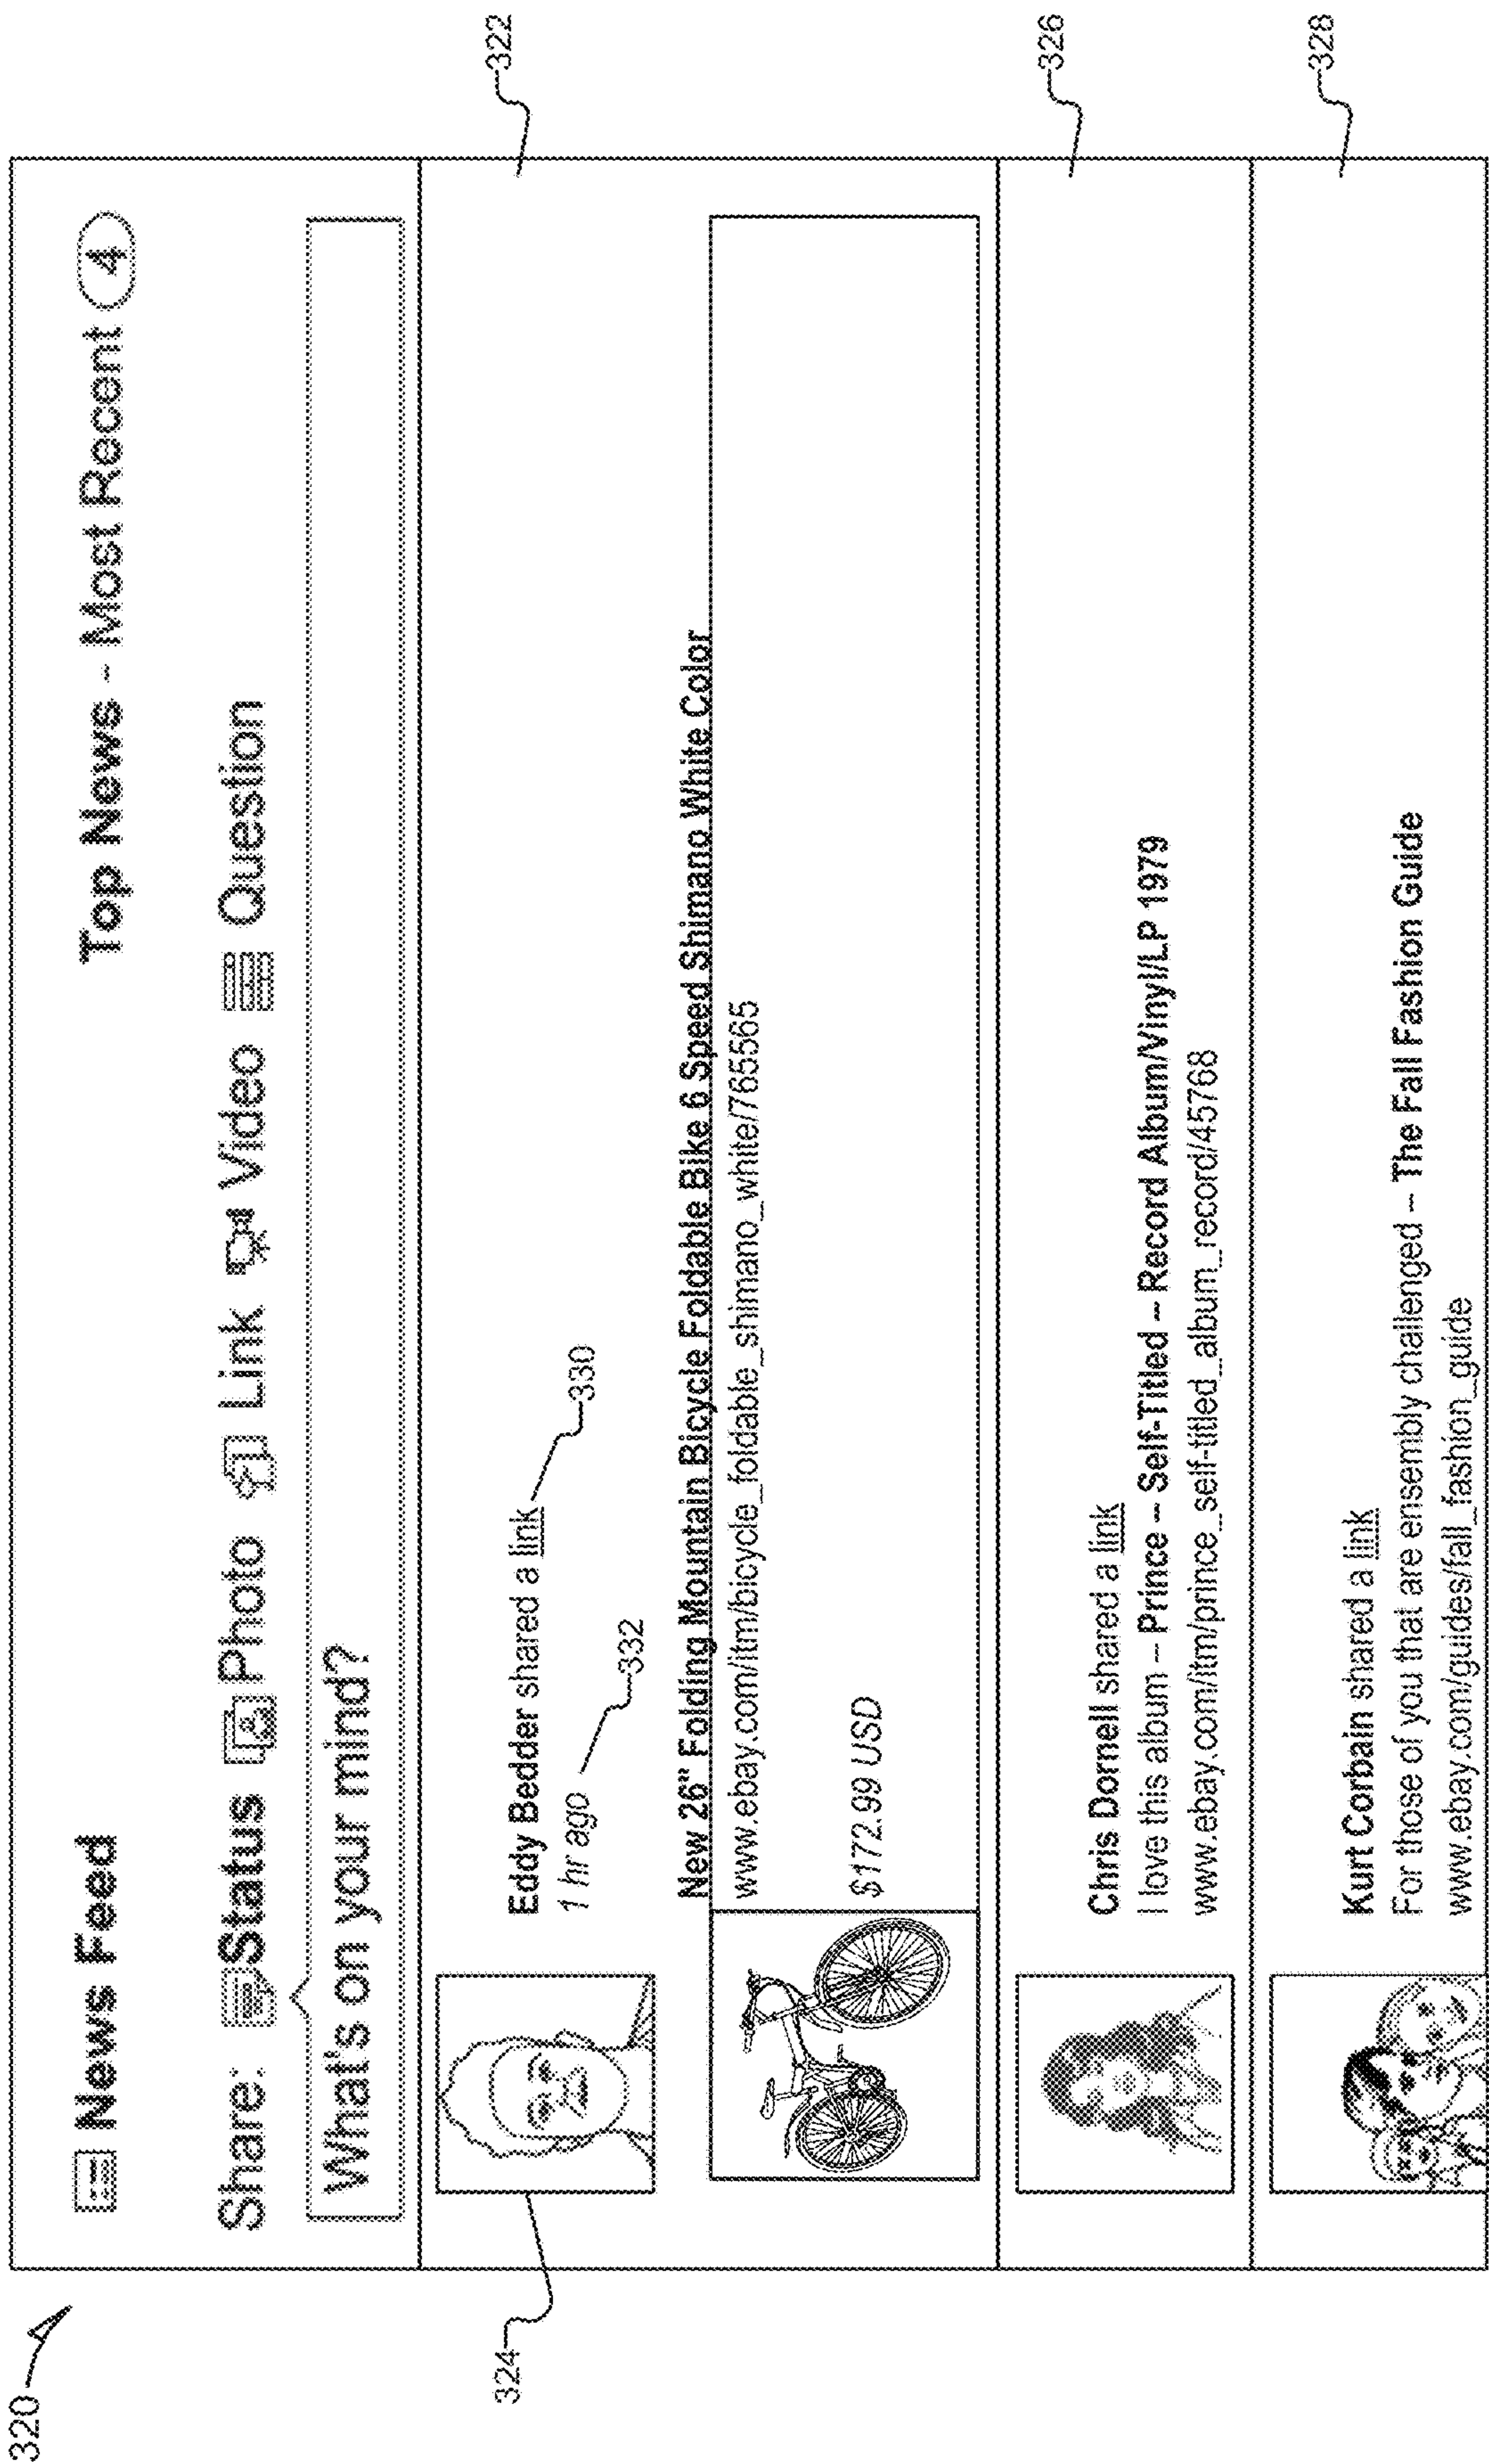 320
News Feed
Top News - Most Recent 4
Share: Status Photo Link Video Question
What's on your mind?
322
324
Eddy Bedder shared a link
330
1 hr ago
332
New 26" Folding Mountain Bicycle Foldable Bike 6 Speed Shimano White Color
www.ebay.com/itm/bicycle_foldable_shimano_white/765565
$172.99 USD
326
Chris Dornell shared a link
I love this album – Prince – Self-Titled – Record Album/Vinyl/LP 1979
www.ebay.com/itm/prince_self-titled_album_record/45768
328
Kurt Corbain shared a link
For those of you that are ensembly challenged – The Fall Fashion Guide
www.ebay.com/guides/fall_fashion_guide